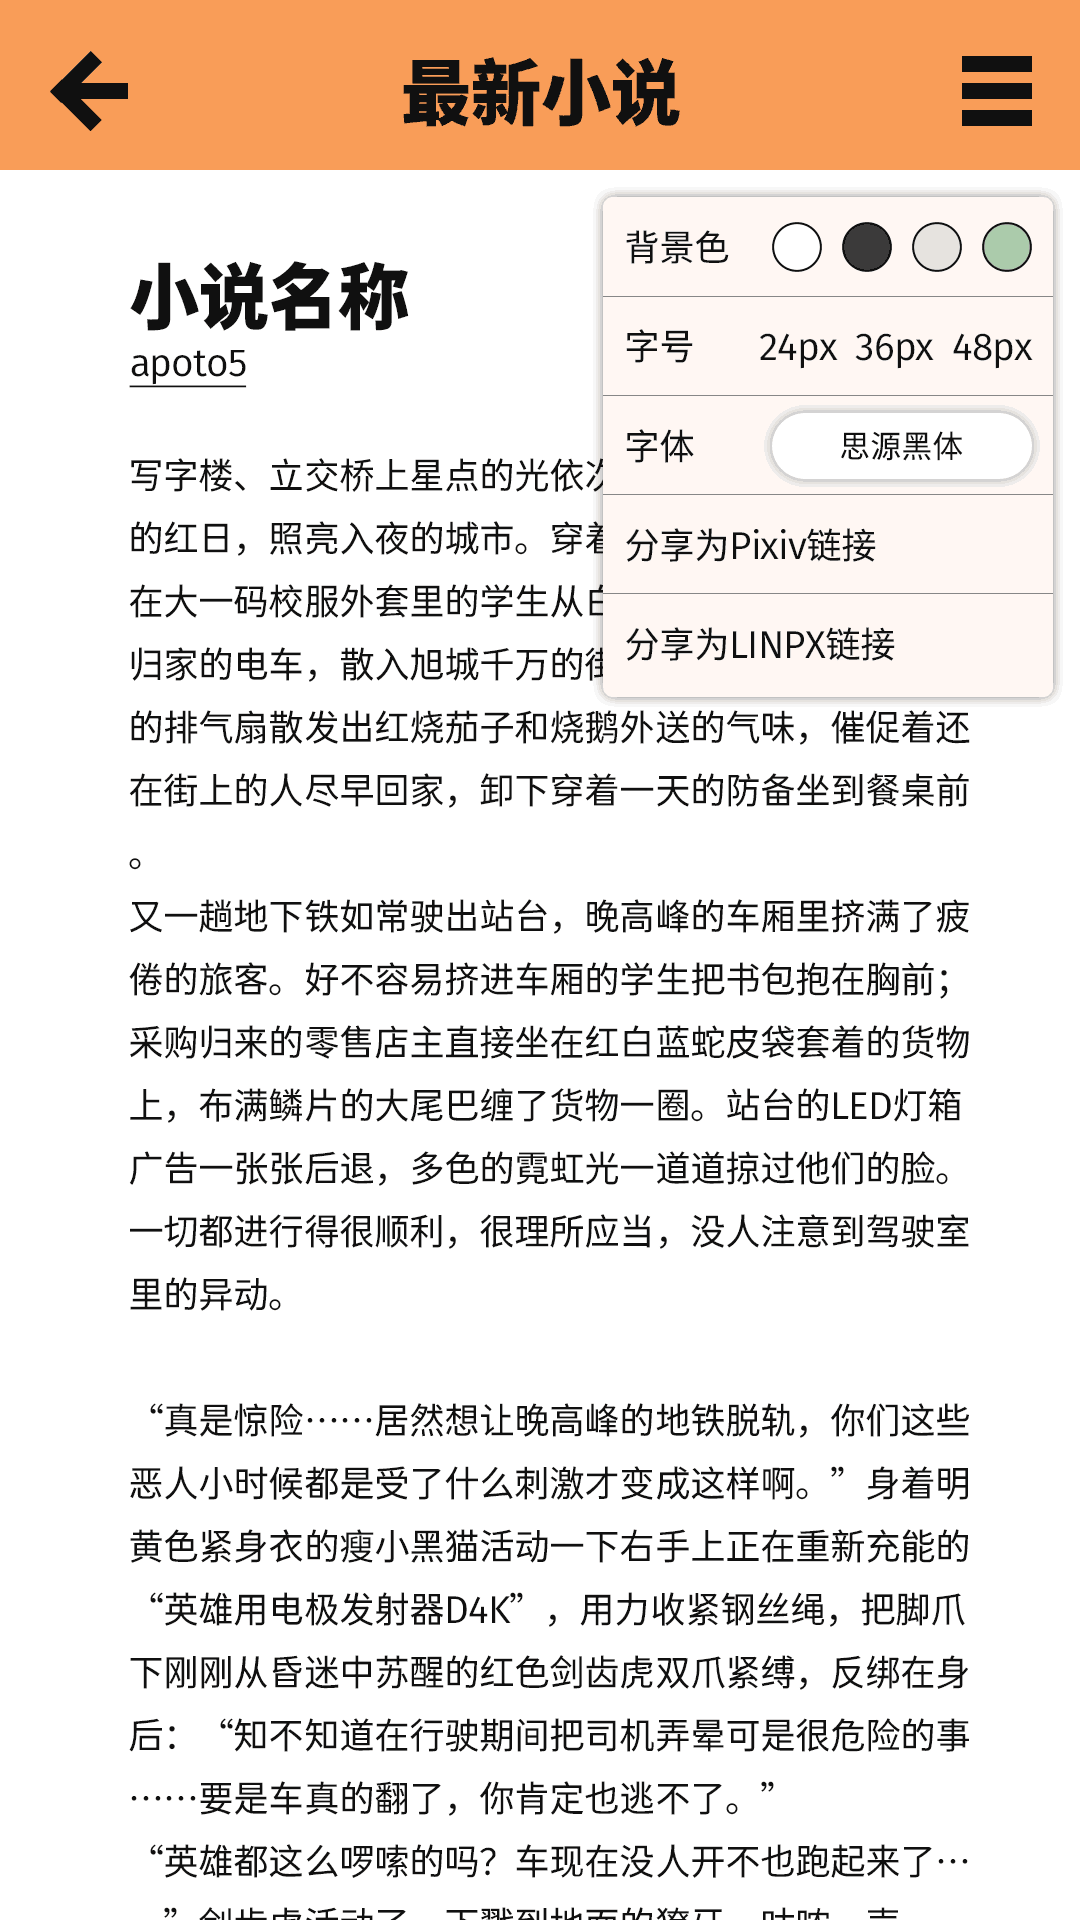 最新小说
小说名称
apoto5
背景色
字号 24px 36px 48px
字体 思源黑体
分享为Pixiv链接
分享为LINPX链接
写字楼、立交桥上星点的光依次
的红日，照亮入夜的城市。穿着
在大一码校服外套里的学生从白
归家的电车，散入旭城千万的街
的排气扇散发出红烧茄子和烧鹅外送的气味，催促着还
在街上的人尽早回家，卸下穿着一天的防备坐到餐桌前
。
又一趟地下铁如常驶出站台，晚高峰的车厢里挤满了疲
倦的旅客。好不容易挤进车厢的学生把书包抱在胸前；
采购归来的零售店主直接坐在红白蓝蛇皮袋套着的货物
上，布满鳞片的大尾巴缠了货物一圈。站台的LED灯箱
广告一张张后退，多色的霓虹光一道道掠过他们的脸。
一切都进行得很顺利，很理所应当，没人注意到驾驶室
里的异动。
“真是惊险……居然想让晚高峰的地铁脱轨，你们这些
恶人小时候都是受了什么刺激才变成这样啊。”身着明
黄色紧身衣的瘦小黑猫活动一下右手上正在重新充能的
“英雄用电极发射器D4K”，用力收紧钢丝绳，把脚爪
下刚刚从昏迷中苏醒的红色剑齿虎双爪紧缚，反绑在身
后：“知不知道在行驶期间把司机弄晕可是很危险的事
……要是车真的翻了，你肯定也逃不了。”
“英雄都这么啰嗦的吗？车现在没人开不也跑起来了…